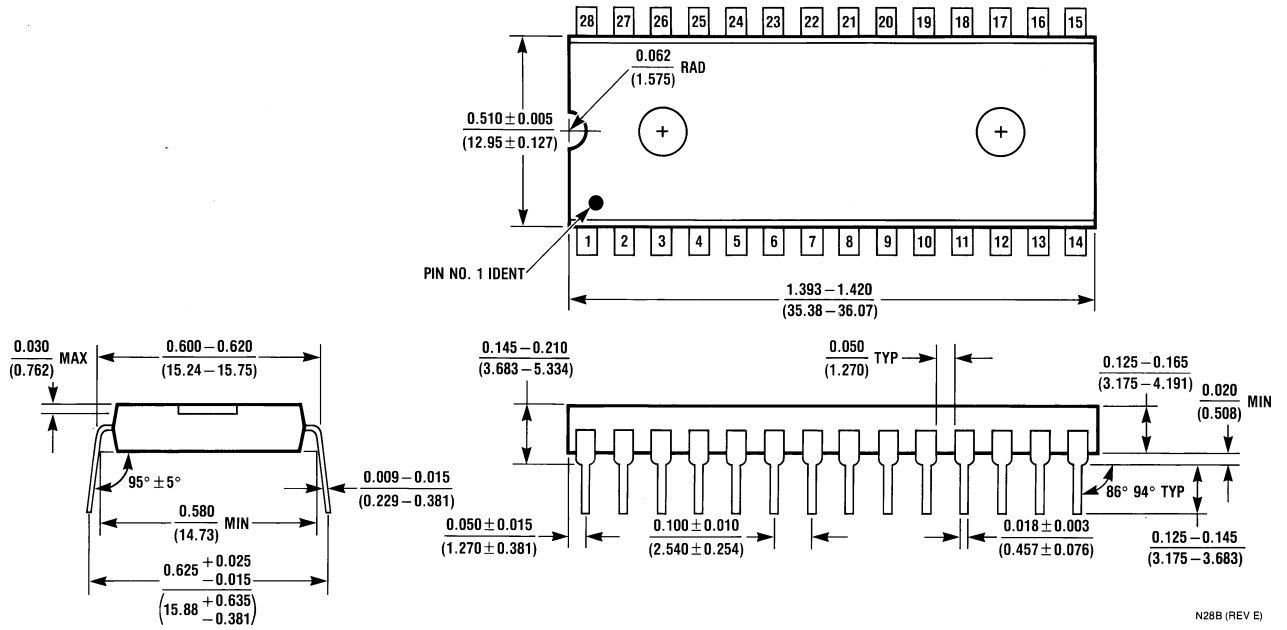 28 27 26 25 24 23 22 21 20 19 18 17 16 15
0.062
(1.575)
RAD
0.510 ± 0.005
(12.95 ± 0.127)
PIN NO. 1 IDENT
1 2 3 4 5 6 7 8 9 10 11 12 13 14
1.393 – 1.420
(35.38 – 36.07)
0.030
(0.762)
MAX
0.600 – 0.620
(15.24 – 15.75)
95° ± 5°
0.009 – 0.015
(0.229 – 0.381)
0.580
(14.73)
MIN
0.625 +0.025
–0.015
(15.88 +0.635
–0.381)
0.145 – 0.210
(3.683 – 5.334)
0.050
(1.270)
TYP
0.125 – 0.165
(3.175 – 4.191)
0.020
(0.508)
MIN
86° 94° TYP
0.050 ± 0.015
(1.270 ± 0.381)
0.100 ± 0.010
(2.540 ± 0.254)
0.018 ± 0.003
(0.457 ± 0.076)
0.125 – 0.145
(3.175 – 3.683)
N28B (REV E)